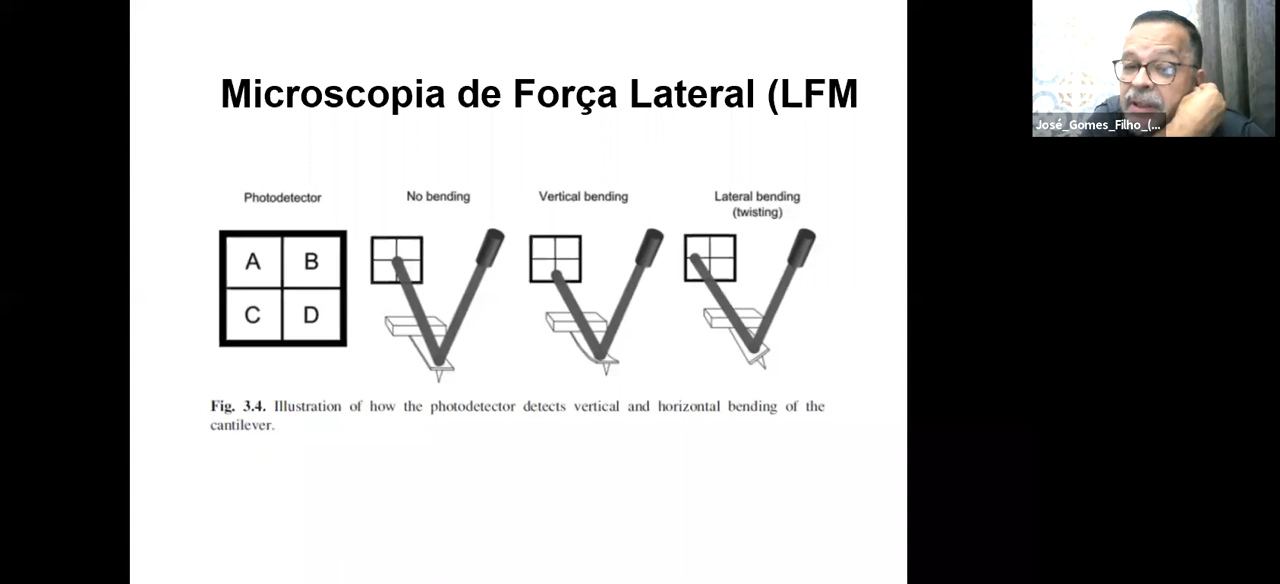 Microscopia de Força Lateral (LFM
Photodetector
No bending
Vertical bending
Lateral bending
(twisting)
A B
C D
Fig. 3.4. Illustration of how the photodetector detects vertical and horizontal bending of the
cantilever.
José_Gomes_Filho_(...